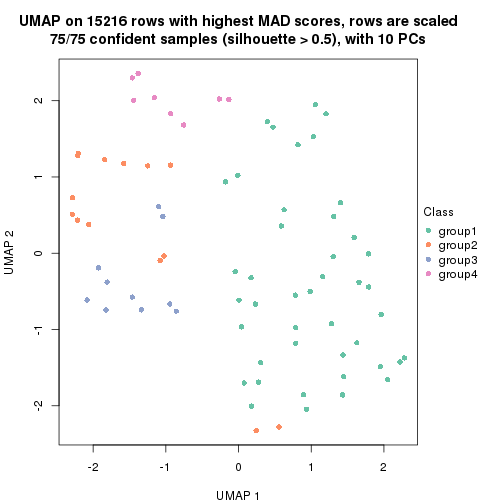 UMAP on 15216 rows with highest MAD scores, rows are scaled
75/75 confident samples (silhouette > 0.5), with 10 PCs
Class
group1
group2
group3
group4
UMAP 2
2
1
0
-1
-2
-2
-1
0
1
2
UMAP 1